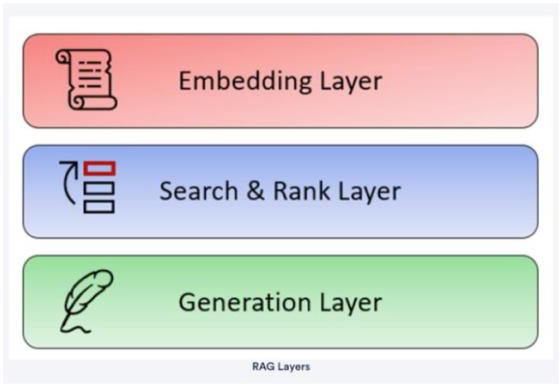 Embedding Layer
Search & Rank Layer
Generation Layer
RAG Layers